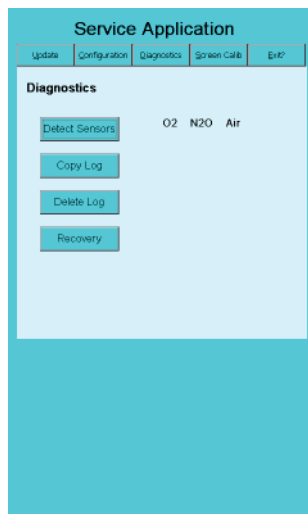 Service Application
Update Configuration Diagnostics Screen Calib Exit?
Diagnostics
Detect Sensors O2 N2O Air
Copy Log
Delete Log
Recovery